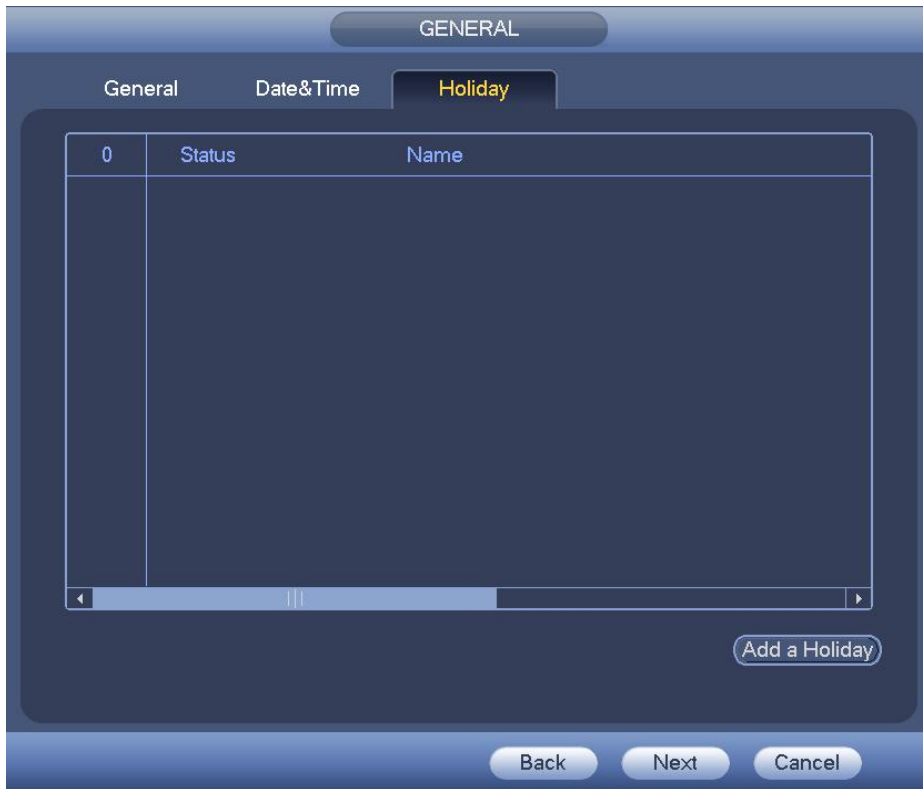 GENERAL
General Date&Time Holiday
0 Status Name
Add a Holiday
Back Next Cancel